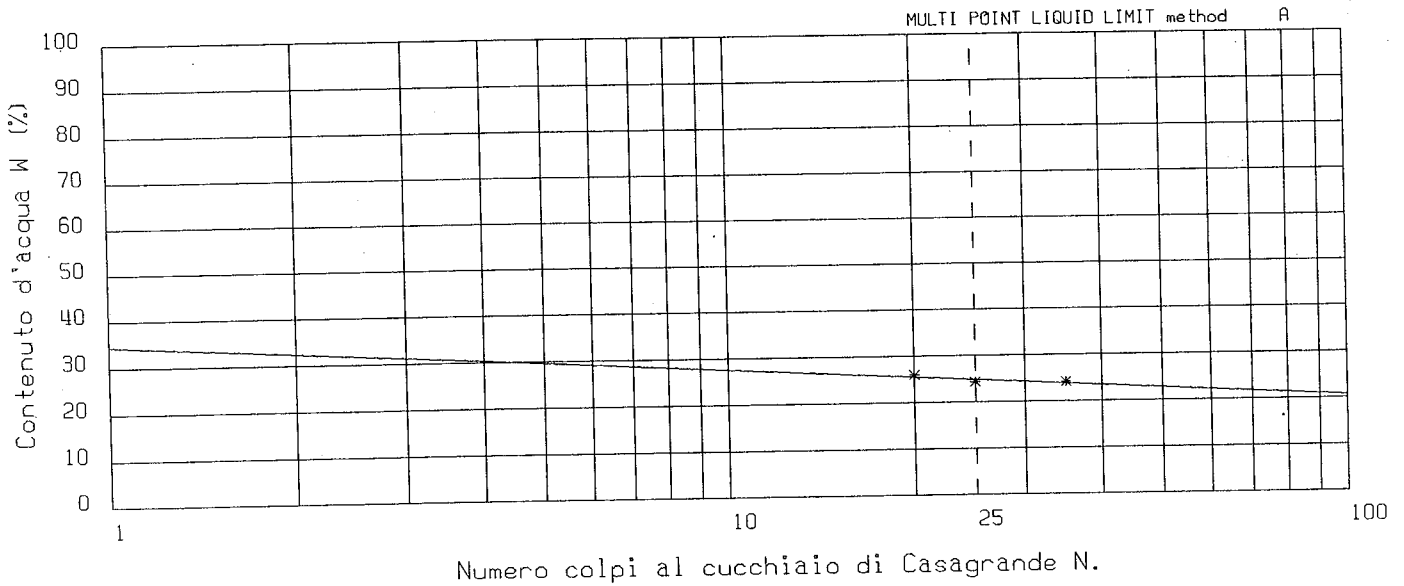 MULTI POINT LIQUID LIMIT method A
100
90
80
70
60
50
40
30
20
10
0
Contenuto d'acqua W (%)
1 10 25 100
Numero colpi al cucchiaio di Casagrande N.